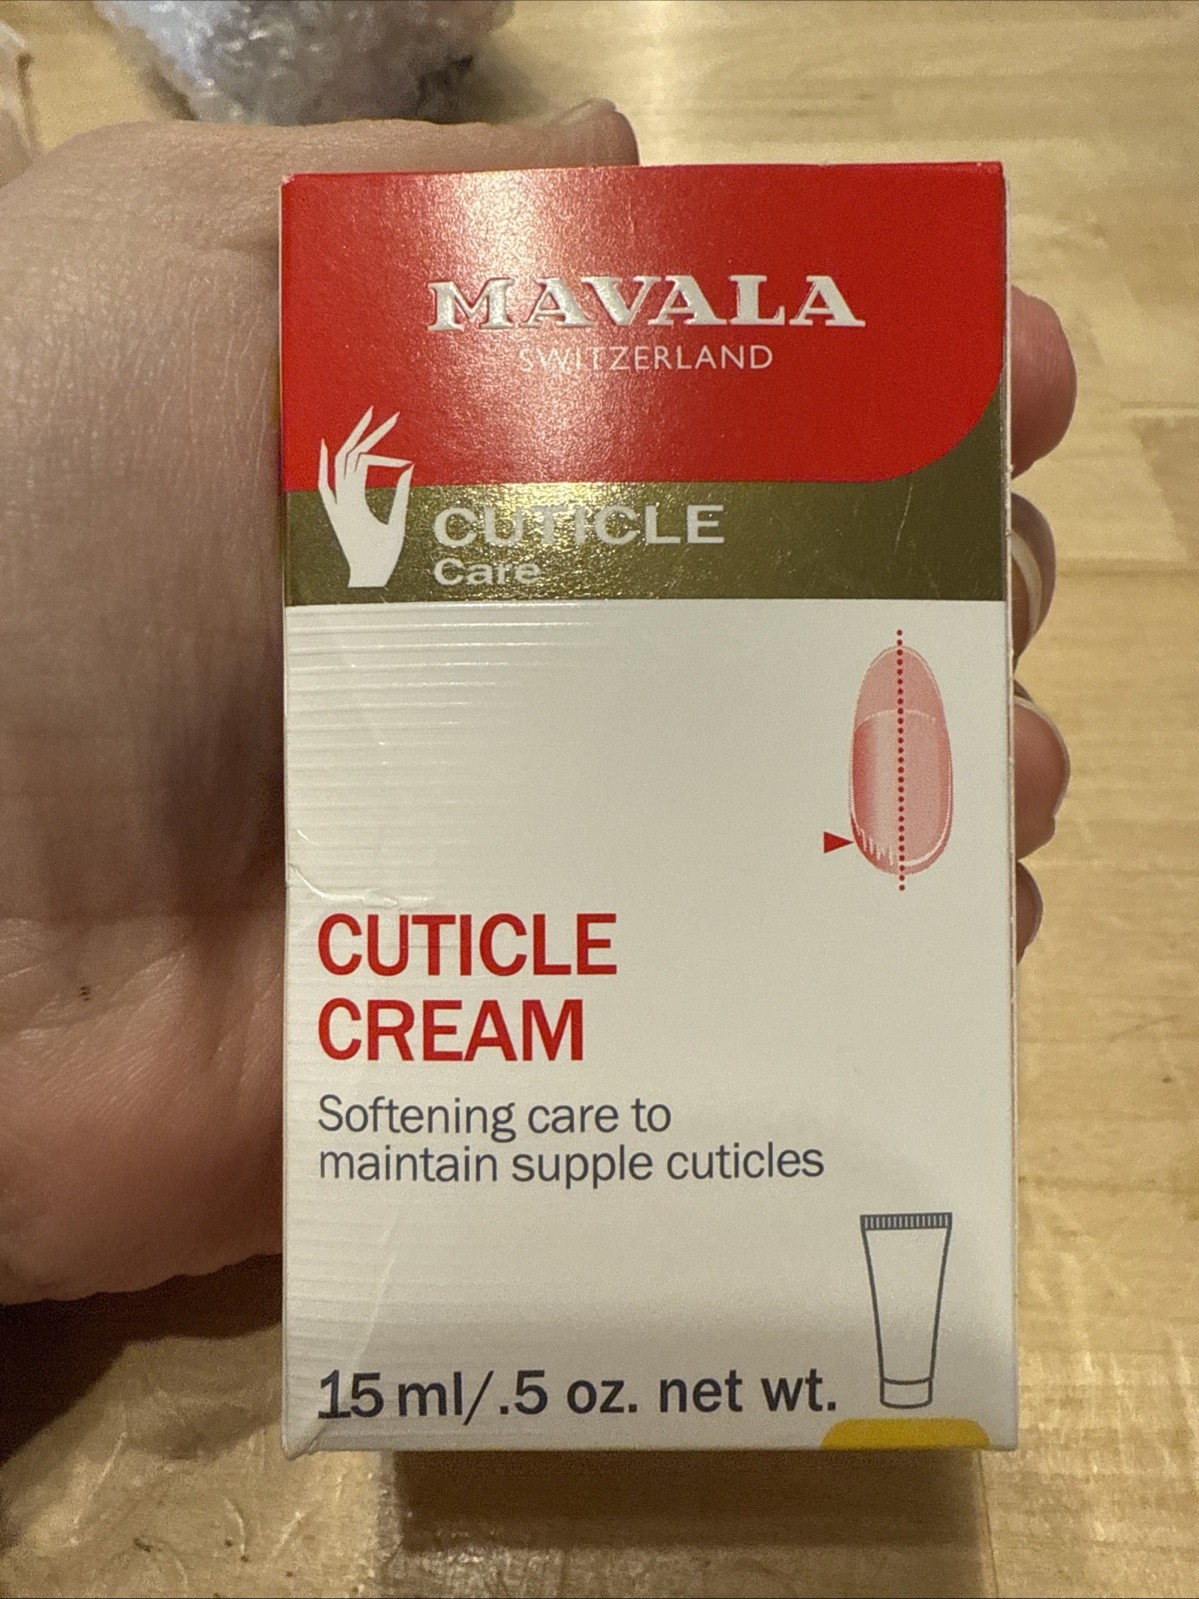 MAVALA
SWITZERLAND
CUTICLE
Care
CUTICLE
CREAM
Softening care to
maintain supple cuticles
15 ml/.5 oz. net wt.